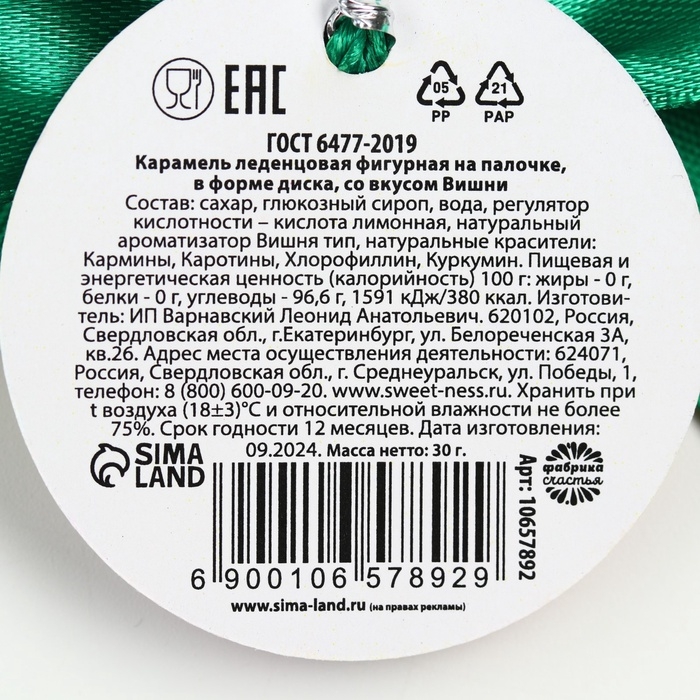 EAC
05 21
PP PAP
ГОСТ 6477-2019
Карамель леденцовая фигурная на палочке,
в форме диска, со вкусом Вишни
Состав: сахар, глюкозный сироп, вода, регулятор
кислотности – кислота лимонная, натуральный
ароматизатор Вишня тип, натуральные красители:
Кармины, Каротины, Хлорофиллин, Куркумин. Пищевая и
энергетическая ценность (калорийность) 100 г: жиры - 0 г,
белки - 0 г, углеводы - 96,6 г, 1591 кДж/380 ккал. Изготови-
тель: ИП Варнавский Леонид Анатольевич. 620102, Россия,
Свердловская обл., г.Екатеринбург, ул. Белореченская 3А,
кв.26. Адрес места осуществления деятельности: 624071,
Россия, Свердловская обл., г. Среднеуральск, ул. Победы, 1,
телефон: 8 (800) 600-09-20. www.sweet-ness.ru. Хранить при
t воздуха (18±3)°C и относительной влажности не более
75%. Срок годности 12 месяцев. Дата изготовления:
09.2024. Масса нетто: 30 г.
SIMA
LAND
фабрика
счастья
Арт: 10657892
6 900106 578929
www.sima-land.ru (на правах рекламы)